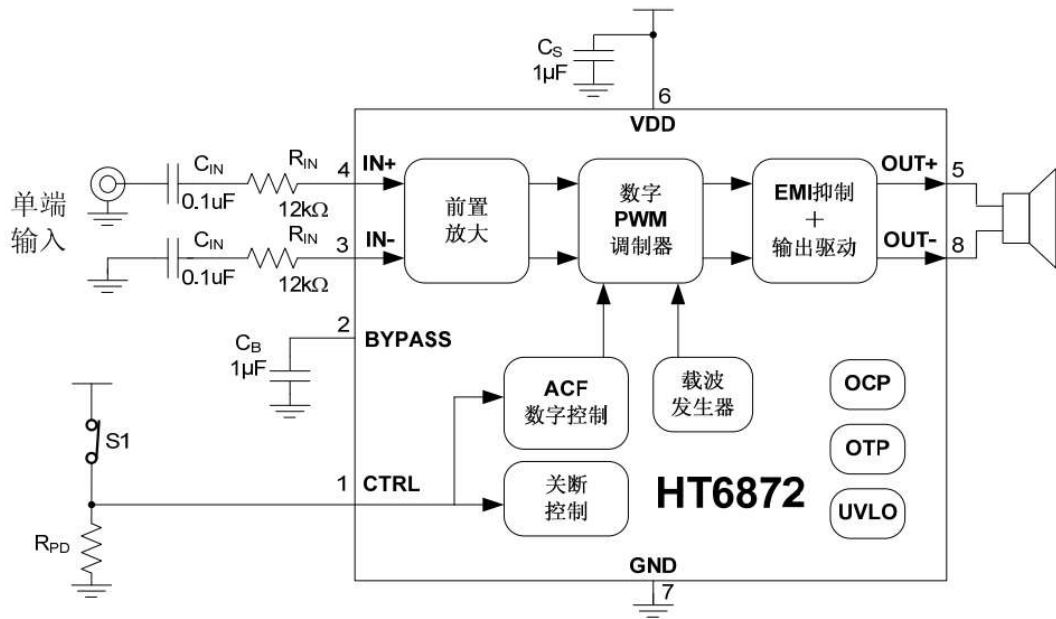 CS
1μF
6
VDD
单端
输入
CIN
0.1uF
RIN
12kΩ
4
IN+
CIN
0.1uF
RIN
12kΩ
3
IN-
前置
放大
数字
PWM
调制器
EMI抑制
+
输出驱动
OUT+
5
OUT-
8
2
BYPASS
CB
1μF
ACF
数字控制
载波
发生器
OCP
OTP
UVLO
S1
1
CTRL
关断
控制
HT6872
RPD
GND
7